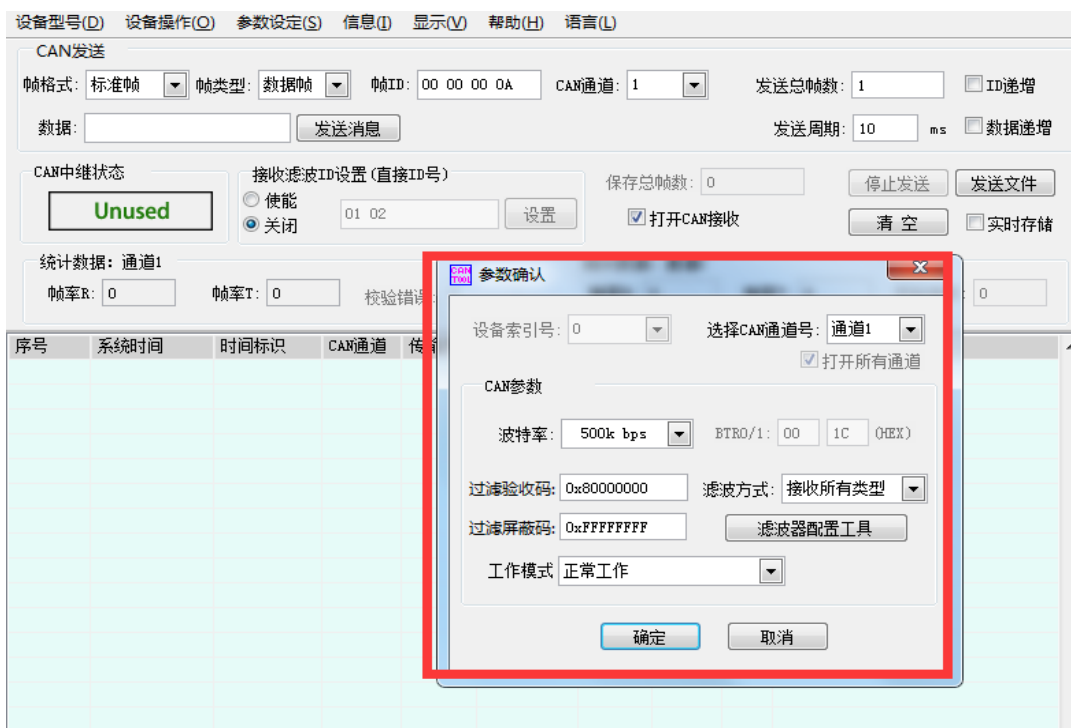 设备型号(D) 设备操作(O) 参数设定(S) 信息(I) 显示(V) 帮助(H) 语言(L)
CAN发送
帧格式: 标准帧 帧类型: 数据帧 帧ID: 00 00 00 0A CAN通道: 1 发送总帧数: 1 ID递增
数据: 发送消息 发送周期: 10 ms 数据递增
CAN中继状态 接收滤波ID设置(直接ID号) 保存总帧数: 0 停止发送 发送文件
Unused 使能 01 02 设置
关闭 打开CAN接收 清 空 实时存储
统计数据: 通道1
帧率R: 0 帧率T: 0 校验错误: 0
序号 系统时间 时间标识 CAN通道
CAN TOOL 参数确认 X
设备索引号: 0 选择CAN通道号: 通道1
打开所有通道
CAN参数
波特率: 500k bps BTR0/1: 00 1C (HEX)
过滤验收码: 0x80000000 滤波方式: 接收所有类型
过滤屏蔽码: 0xFFFFFFFF 滤波器配置工具
工作模式 正常工作
确定 取消